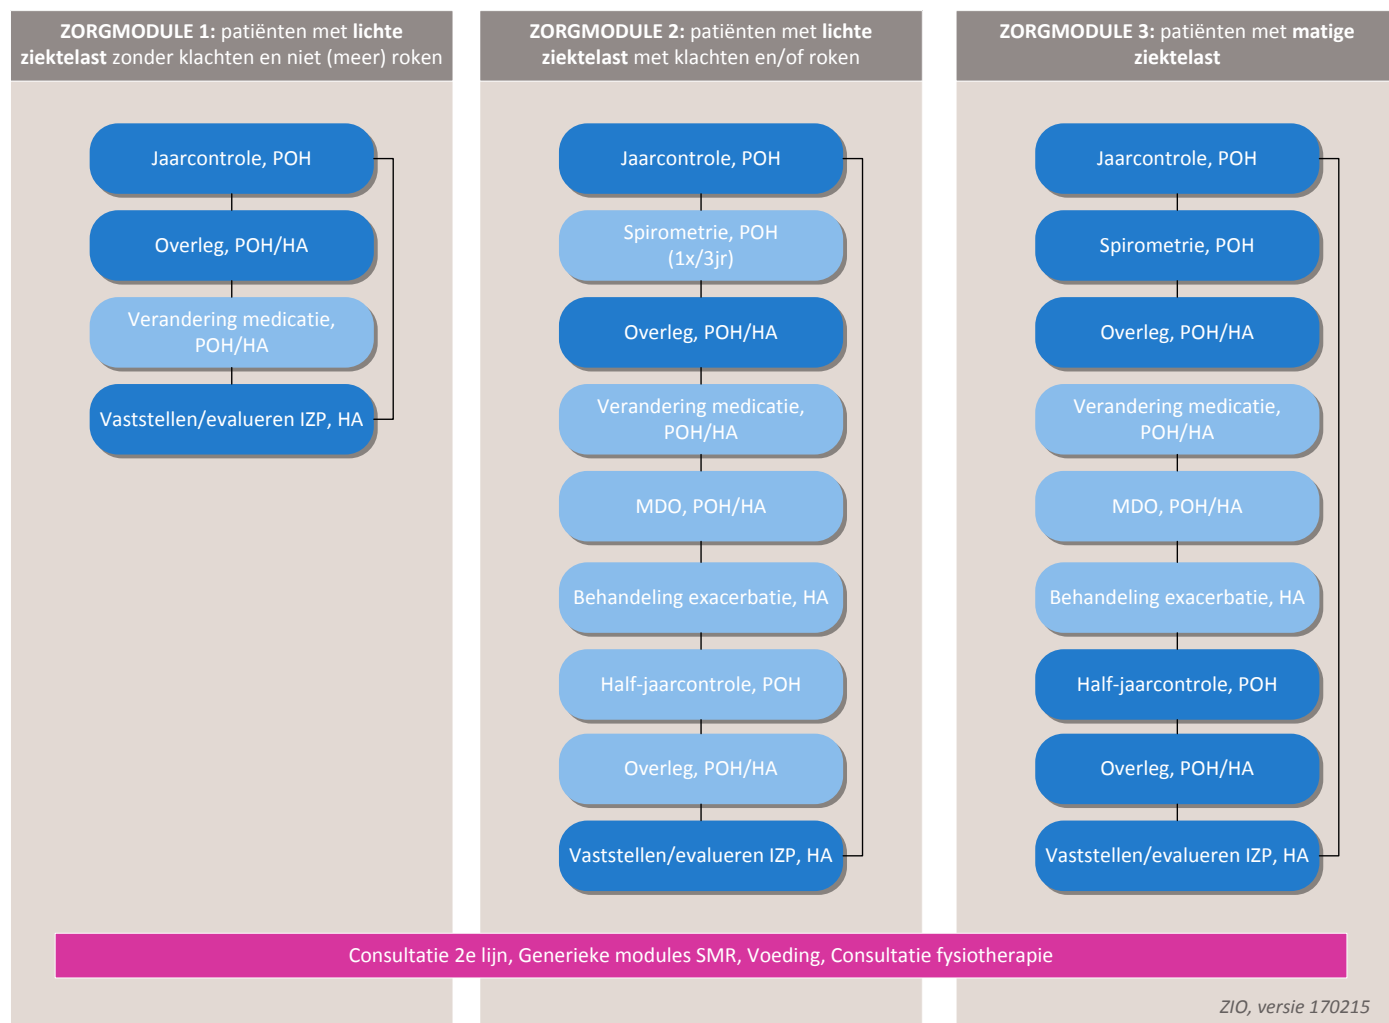 ZORGMODULE 1: patiënten met lichte
ziektelast zonder klachten en niet (meer) roken
Jaarcontrole, POH
Overleg, POH/HA
Verandering medicatie,
POH/HA
Vaststellen/evalueren IZP, HA
ZORGMODULE 2: patiënten met lichte
ziektelast met klachten en/of roken
Jaarcontrole, POH
Spirometrie, POH
(1x/3jr)
Overleg, POH/HA
Verandering medicatie,
POH/HA
MDO, POH/HA
Behandeling exacerbatie, HA
Half-jaarcontrole, POH
Overleg, POH/HA
Vaststellen/evalueren IZP, HA
ZORGMODULE 3: patiënten met matige
ziektelast
Jaarcontrole, POH
Spirometrie, POH
Overleg, POH/HA
Verandering medicatie,
POH/HA
MDO, POH/HA
Behandeling exacerbatie, HA
Half-jaarcontrole, POH
Overleg, POH/HA
Vaststellen/evalueren IZP, HA
Consultatie 2e lijn, Generieke modules SMR, Voeding, Consultatie fysiotherapie
ZIO, versie 170215